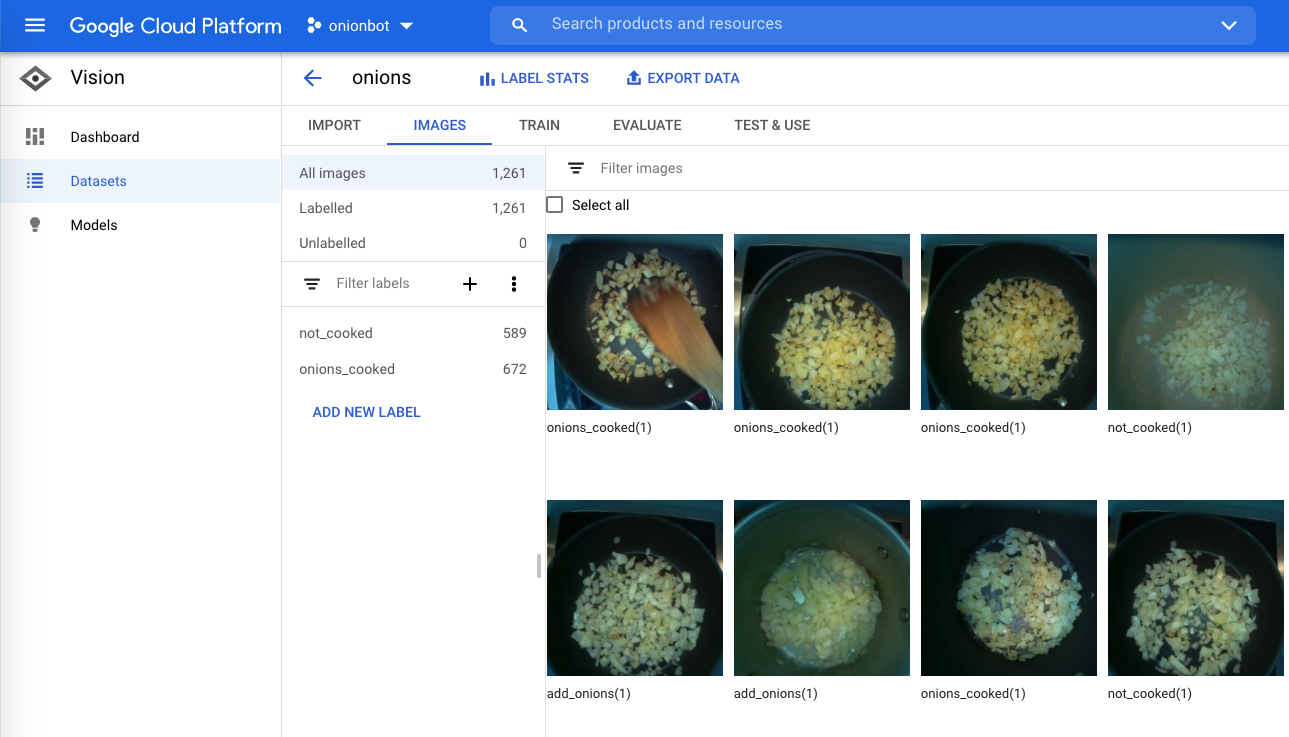 Google Cloud Platform
onionbot
Search products and resources
Vision
onions
LABEL STATS
EXPORT DATA
Dashboard
Datasets
Models
IMPORT
IMAGES
TRAIN
EVALUATE
TEST & USE
All images 1,261
Labelled 1,261
Unlabelled 0
Filter labels
not_cooked 589
onions_cooked 672
ADD NEW LABEL
Filter images
Select all
onions_cooked(1)
onions_cooked(1)
onions_cooked(1)
not_cooked(1)
add_onions(1)
add_onions(1)
onions_cooked(1)
not_cooked(1)